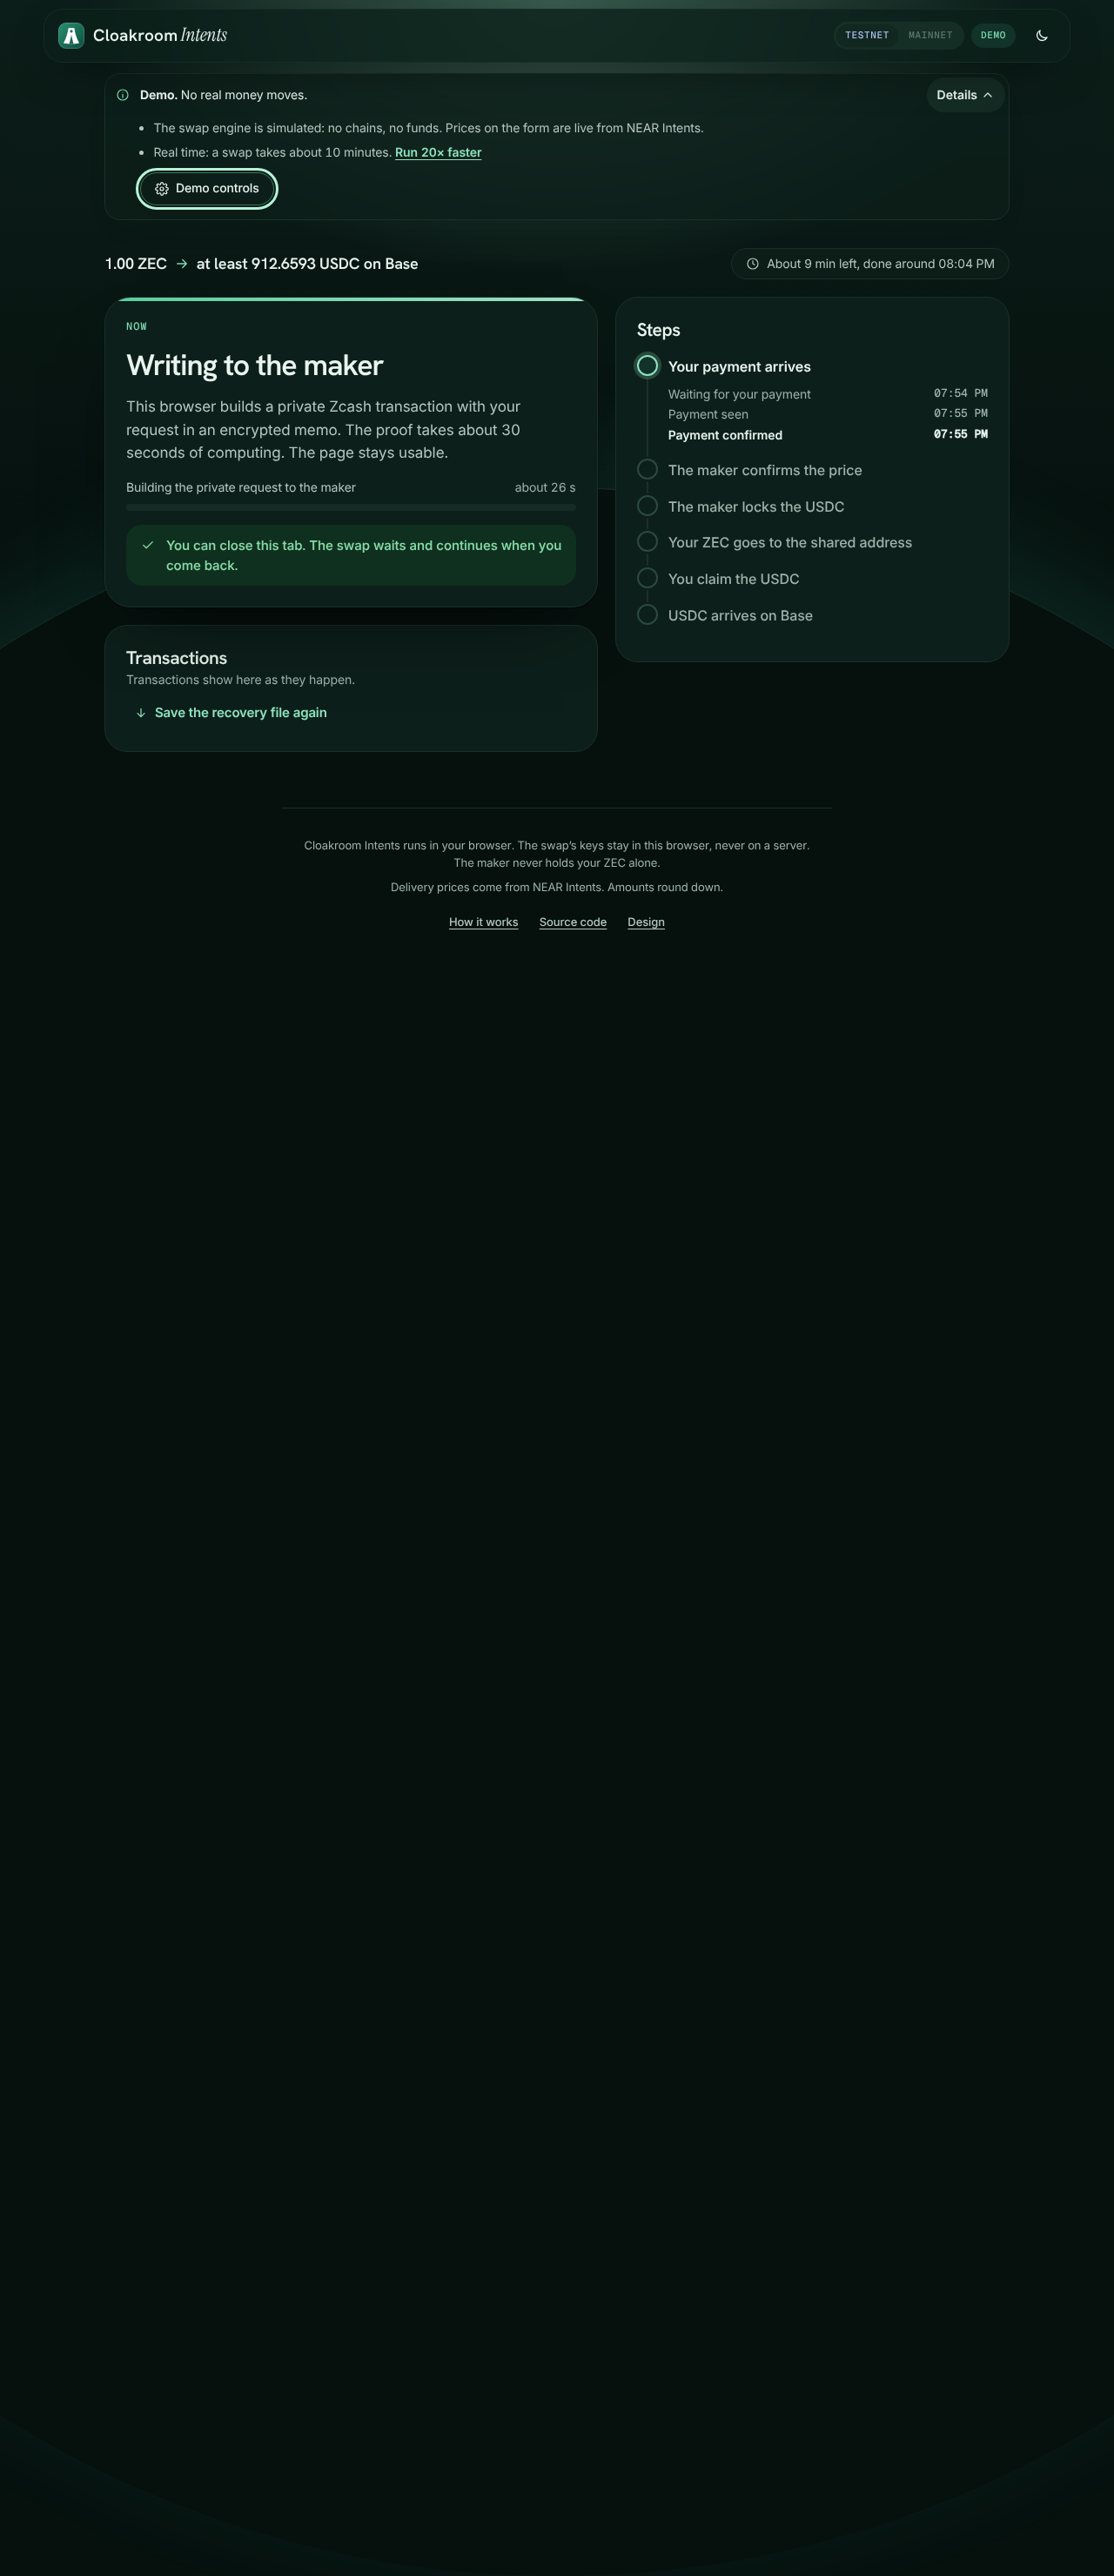 Cloakroom Intents
TESTNET MAINNET DEMO
Demo. No real money moves.
Details
The swap engine is simulated: no chains, no funds. Prices on the form are live from NEAR Intents.
Real time: a swap takes about 10 minutes. Run 20× faster
Demo controls
1.00 ZEC → at least 912.6593 USDC on Base
About 9 min left, done around 08:04 PM
NOW
Writing to the maker
This browser builds a private Zcash transaction with your
request in an encrypted memo. The proof takes about 30
seconds of computing. The page stays usable.
Building the private request to the maker about 26 s
You can close this tab. The swap waits and continues when you
come back.
Transactions
Transactions show here as they happen.
Save the recovery file again
Steps
Your payment arrives
Waiting for your payment 07:54 PM
Payment seen 07:55 PM
Payment confirmed 07:55 PM
The maker confirms the price
The maker locks the USDC
Your ZEC goes to the shared address
You claim the USDC
USDC arrives on Base
Cloakroom Intents runs in your browser. The swap’s keys stay in this browser, never on a server.
The maker never holds your ZEC alone.
Delivery prices come from NEAR Intents. Amounts round down.
How it works Source code Design